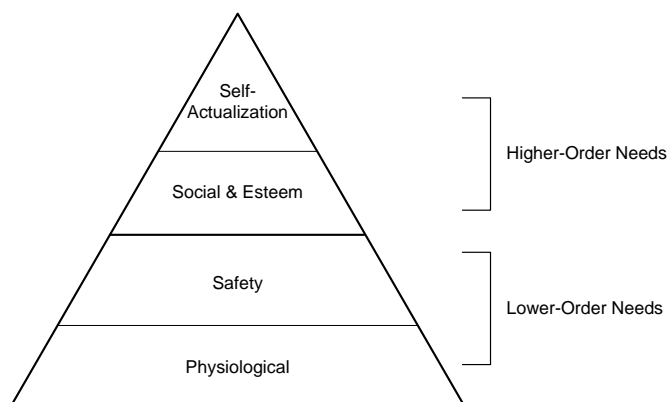 Self-
Actualization
Higher-Order Needs
Social & Esteem
Safety
Lower-Order Needs
Physiological